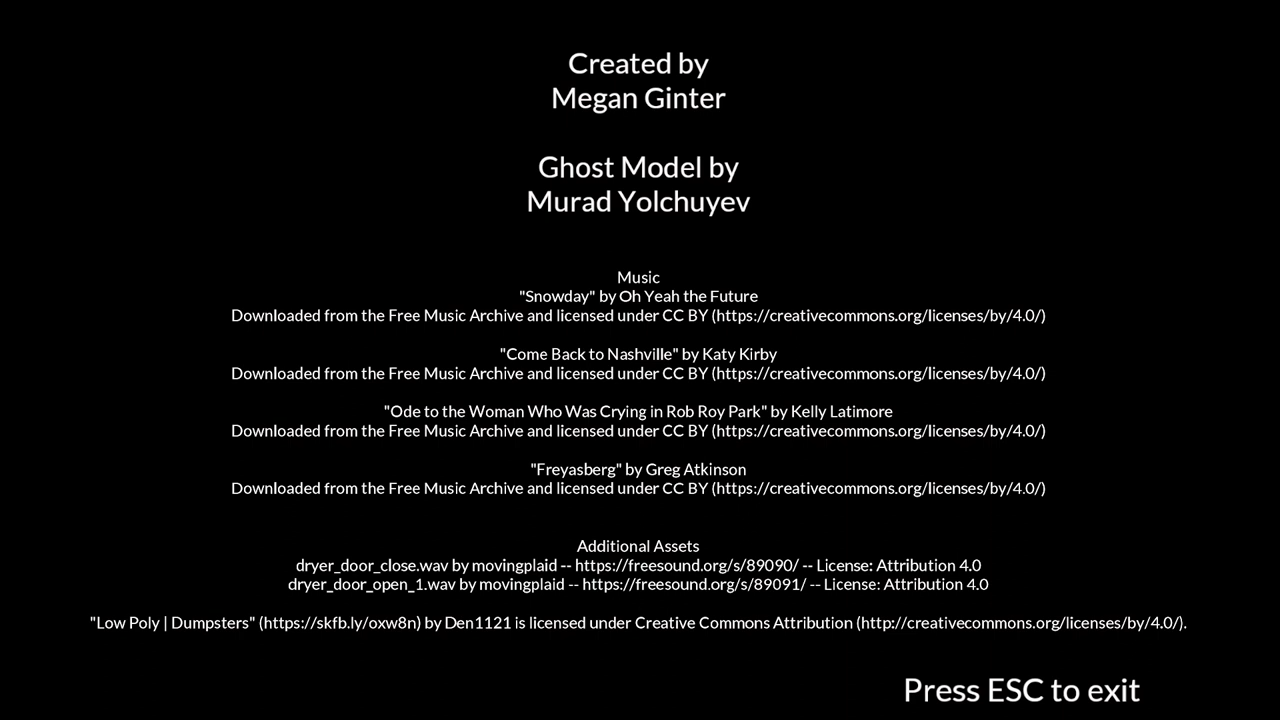 Created by
Megan Ginter
Ghost Model by
Murad Yolchuyev
Music
"Snowday" by Oh Yeah the Future
Downloaded from the Free Music Archive and licensed under CC BY (https://creativecommons.org/licenses/by/4.0/)
"Come Back to Nashville" by Katy Kirby
Downloaded from the Free Music Archive and licensed under CC BY (https://creativecommons.org/licenses/by/4.0/)
"Ode to the Woman Who Was Crying in Rob Roy Park" by Kelly Latimore
Downloaded from the Free Music Archive and licensed under CC BY (https://creativecommons.org/licenses/by/4.0/)
"Freyasberg" by Greg Atkinson
Downloaded from the Free Music Archive and licensed under CC BY (https://creativecommons.org/licenses/by/4.0/)
Additional Assets
dryer_door_close.wav by movingplaid -- https://freesound.org/s/89090/ -- License: Attribution 4.0
dryer_door_open_1.wav by movingplaid -- https://freesound.org/s/89091/ -- License: Attribution 4.0
"Low Poly | Dumpsters" (https://skfb.ly/oxw8n) by Den1121 is licensed under Creative Commons Attribution (http://creativecommons.org/licenses/by/4.0/).
Press ESC to exit